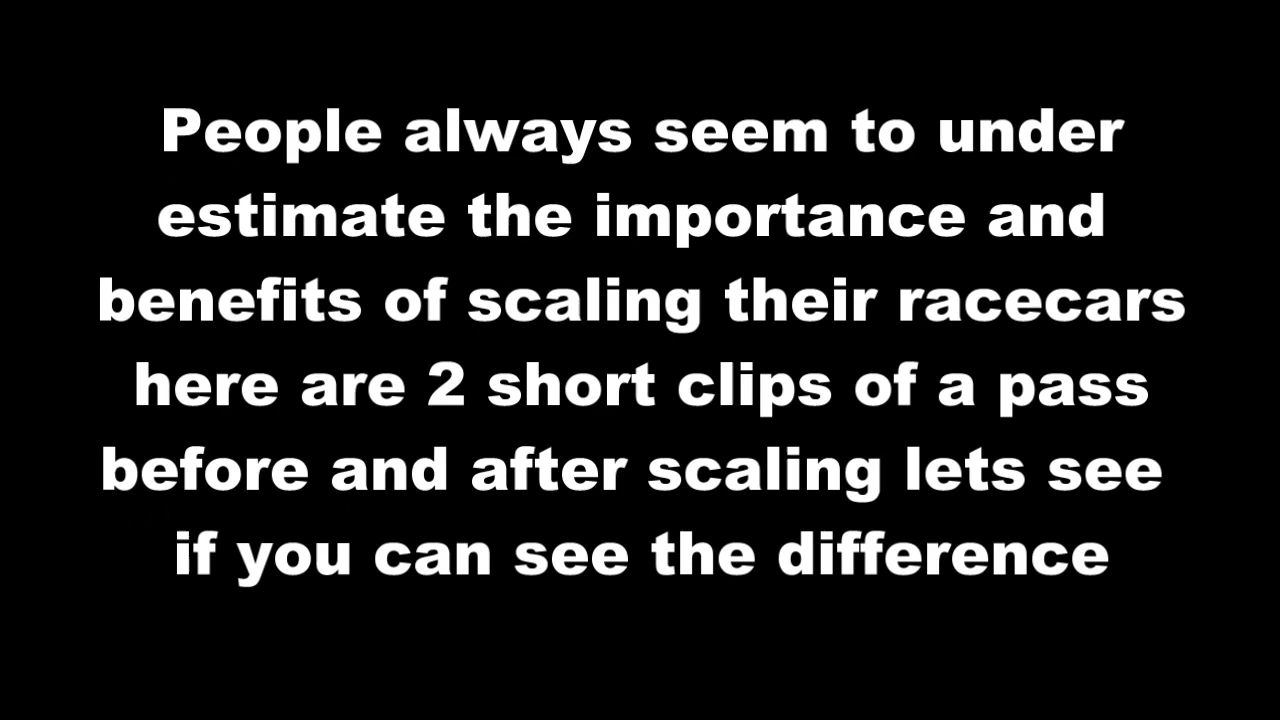 People always seem to under
estimate the importance and
benefits of scaling their racecars
here are 2 short clips of a pass
before and after scaling lets see
if you can see the difference